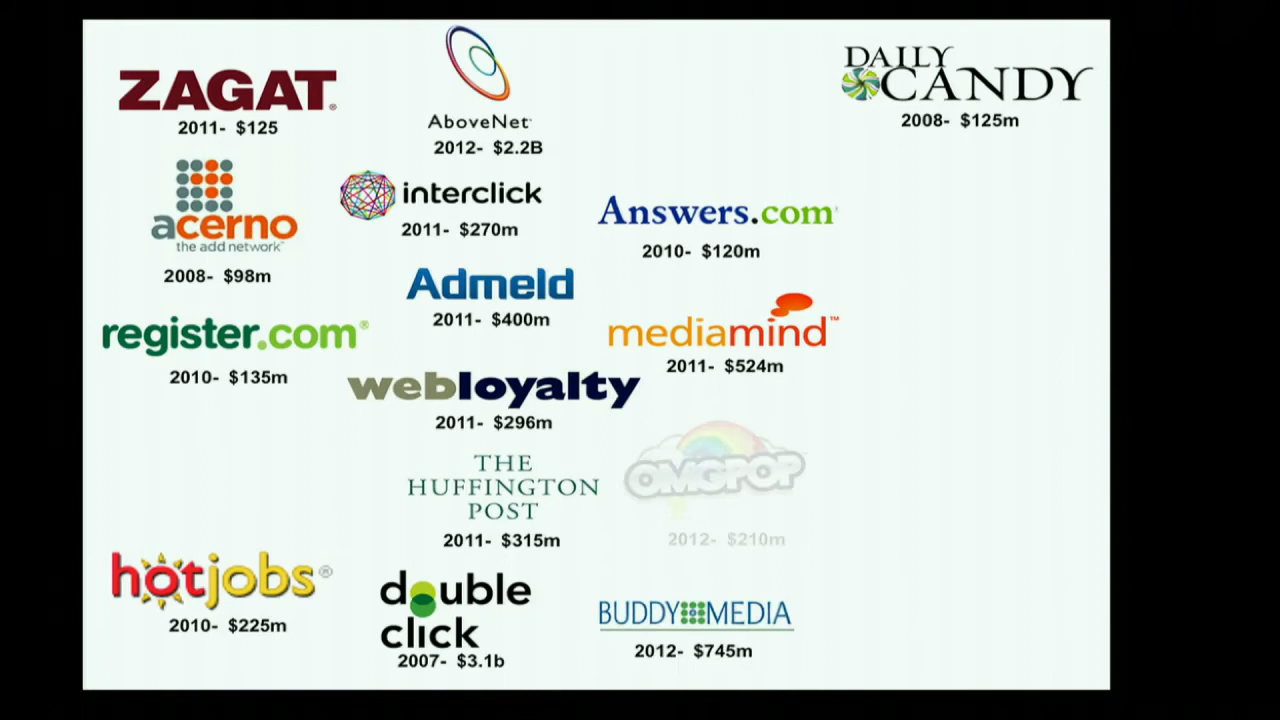 ZAGAT®
2011- $125
AboveNet
2012- $2.2B
DAILY
CANDY
2008- $125m
acerno
the add network™
2008- $98m
interclick
2011- $270m
Answers.com
2010- $120m
Admeld
2011- $400m
register.com®
2010- $135m
mediamind™
2011- $524m
webloyalty
2011- $296m
THE
HUFFINGTON
POST
2011- $315m
OMGPOP
2012- $210m
hotjobs®
2010- $225m
double
click
2007- $3.1b
BUDDY MEDIA
2012- $745m